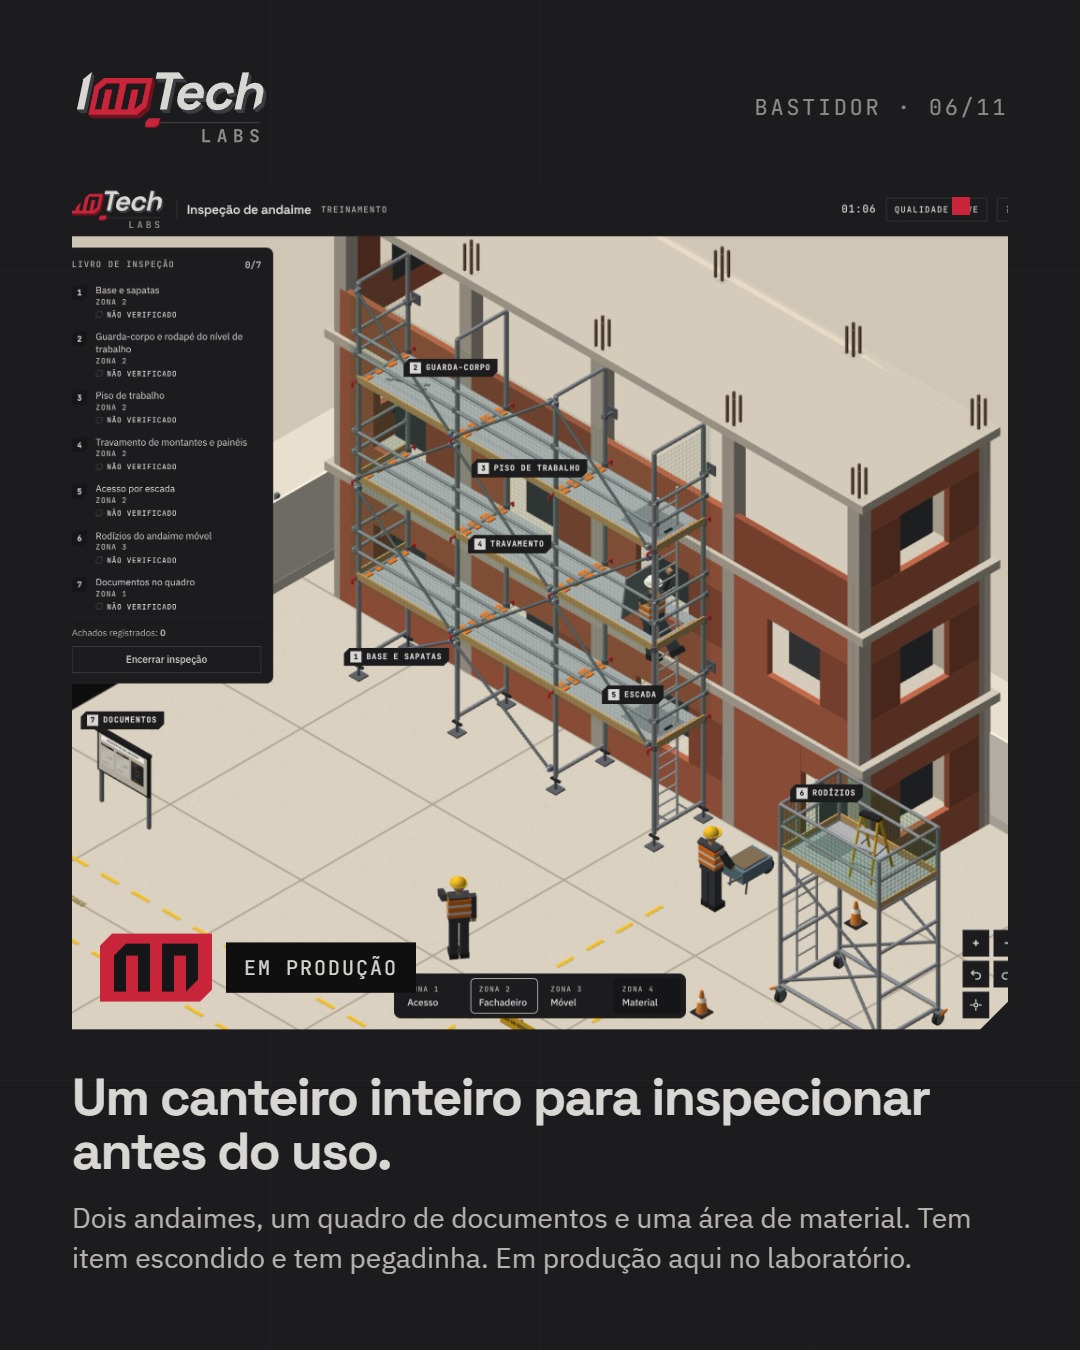 ImTech
LABS
BASTIDOR · 06/11
Tech
LABS
Inspeção de andaime
TREINAMENTO
01:06
QUALIDADE
LIVRO DE INSPEÇÃO
0/7
1
Base e sapatas
ZONA 2
NÃO VERIFICADO
2
Guarda-corpo e rodapé do nível de
trabalho
ZONA 2
NÃO VERIFICADO
3
Piso de trabalho
ZONA 2
NÃO VERIFICADO
4
Travamento de montantes e painéis
ZONA 2
NÃO VERIFICADO
5
Acesso por escada
ZONA 2
NÃO VERIFICADO
6
Rodízios do andaime móvel
ZONA 3
NÃO VERIFICADO
7
Documentos no quadro
ZONA 1
NÃO VERIFICADO
Achados registrados: 0
Encerrar inspeção
2 GUARDA-CORPO
3 PISO DE TRABALHO
4 TRAVAMENTO
1 BASE E SAPATAS
5 ESCADA
7 DOCUMENTOS
6 RODÍZIOS
EM PRODUÇÃO
1
Acesso
ZONA 2
Fachadeiro
ZONA 3
Móvel
ZONA 4
Material
Um canteiro inteiro para inspecionar
antes do uso.
Dois andaimes, um quadro de documentos e uma área de material. Tem
item escondido e tem pegadinha. Em produção aqui no laboratório.